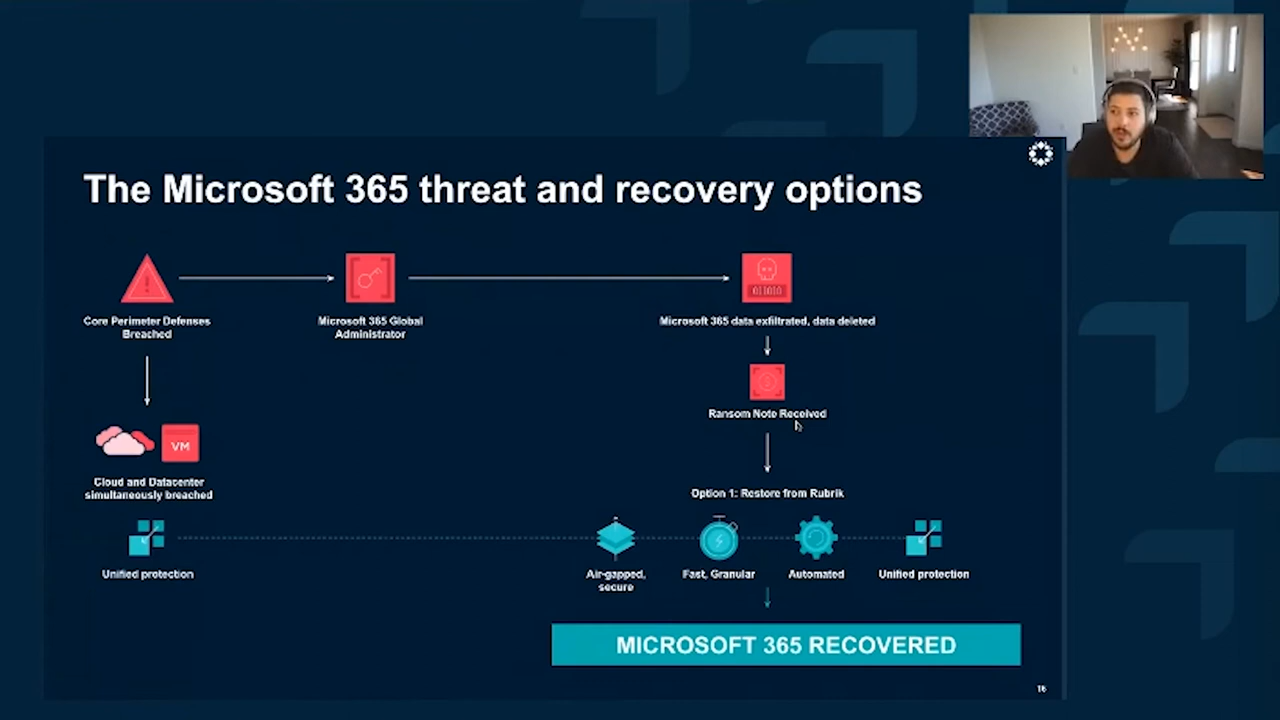 The Microsoft 365 threat and recovery options
Core Perimeter Defenses
Breached
Microsoft 365 Global
Administrator
Microsoft 365 data exfiltrated, data deleted
011010
Ransom Note Received
VM
Cloud and Datacenter
simultaneously breached
Option 1: Restore from Rubrik
Unified protection
Air-gapped,
secure
Fast, Granular
Automated
Unified protection
MICROSOFT 365 RECOVERED
16